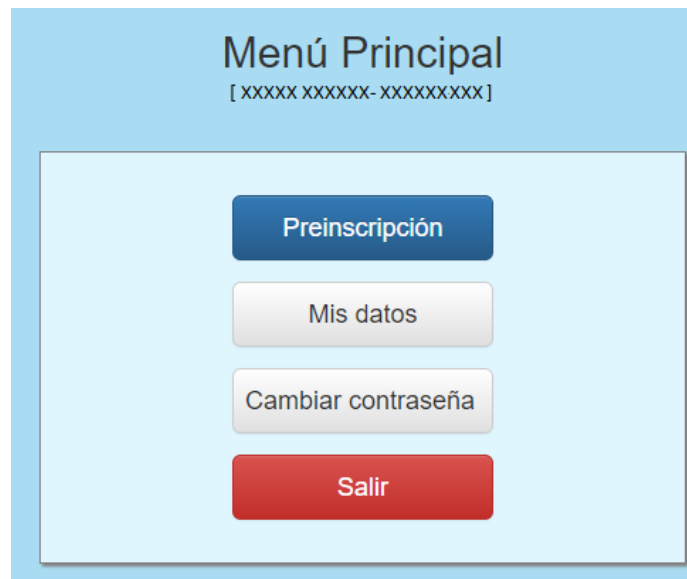 Menú Principal
[ XXXXX XXXXXX- XXXXXXXXX ]
Preinscripción
Mis datos
Cambiar contraseña
Salir